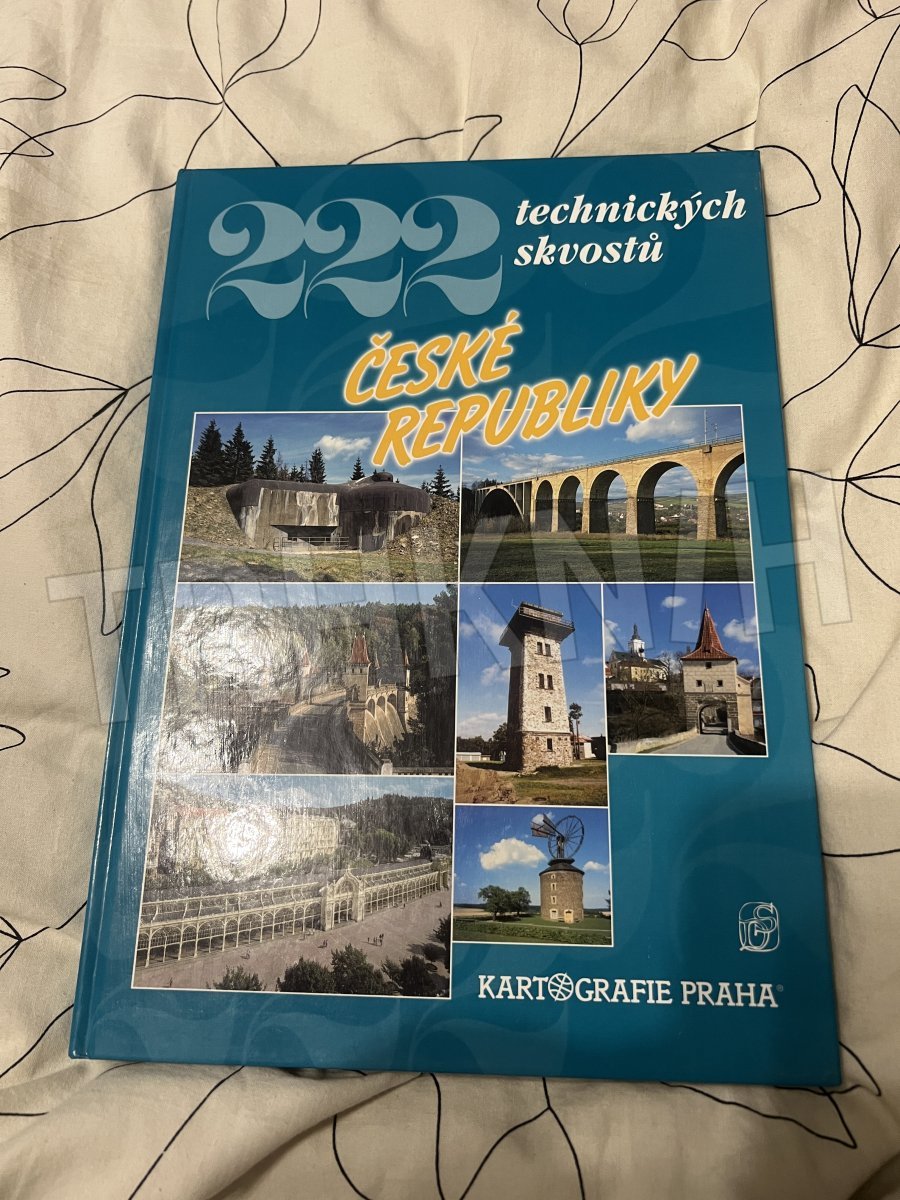 222
technických
skvostů
ČESKÉ
REPUBLIKY
KARTOGRAFIE PRAHA®